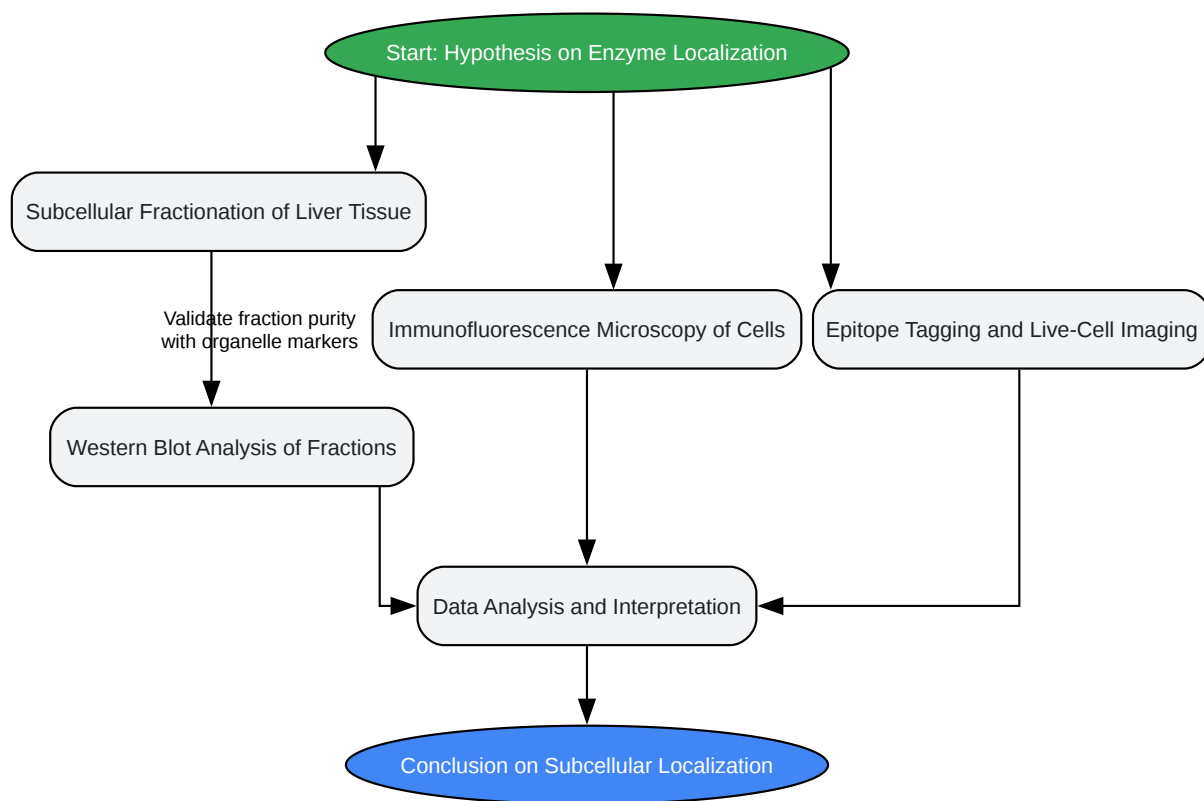 Start: Hypothesis on Enzyme Localization
Subcellular Fractionation of Liver Tissue
Validate fraction purity
with organelle markers
Immunofluorescence Microscopy of Cells
Epitope Tagging and Live-Cell Imaging
Western Blot Analysis of Fractions
Data Analysis and Interpretation
Conclusion on Subcellular Localization